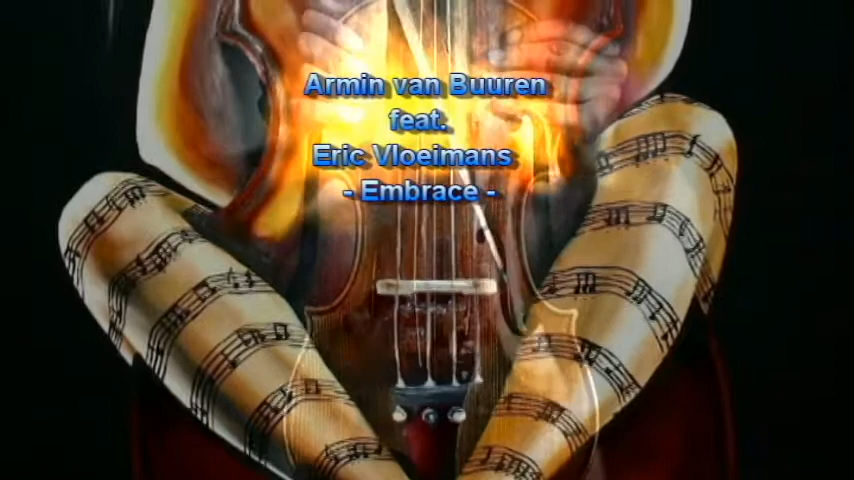 Armin van Buuren
feat.
Eric Vloeimans
- Embrace -